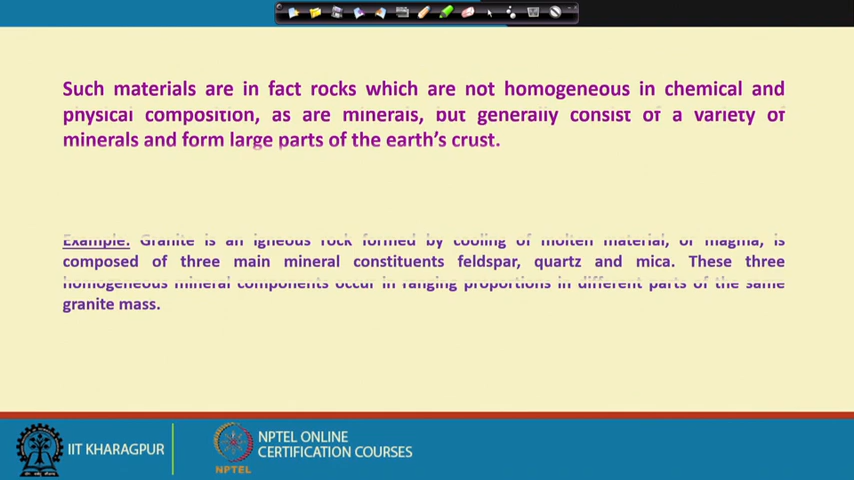 Such materials are in fact rocks which are not homogeneous in chemical and
physical composition, as are minerals, but generally consist of a variety of
minerals and form large parts of the earth's crust.
Example: Granite is an igneous rock formed by cooling of molten material, or magma, is
composed of three main mineral constituents feldspar, quartz and mica. These three
homogeneous mineral components occur in ranging proportions in different parts of the same
granite mass.
IIT KHARAGPUR
NPTEL
NPTEL ONLINE
CERTIFICATION COURSES